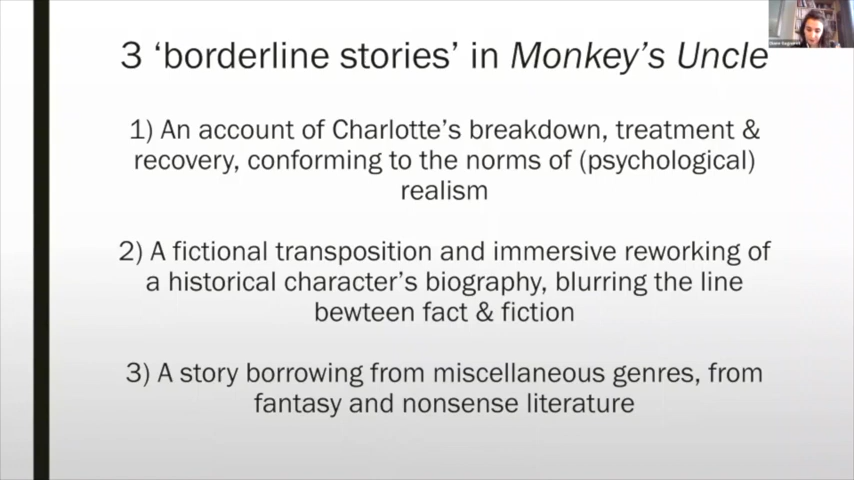 3 ‘borderline stories’ in Monkey’s Uncle
1) An account of Charlotte’s breakdown, treatment &
recovery, conforming to the norms of (psychological)
realism
2) A fictional transposition and immersive reworking of
a historical character’s biography, blurring the line
bewteen fact & fiction
3) A story borrowing from miscellaneous genres, from
fantasy and nonsense literature